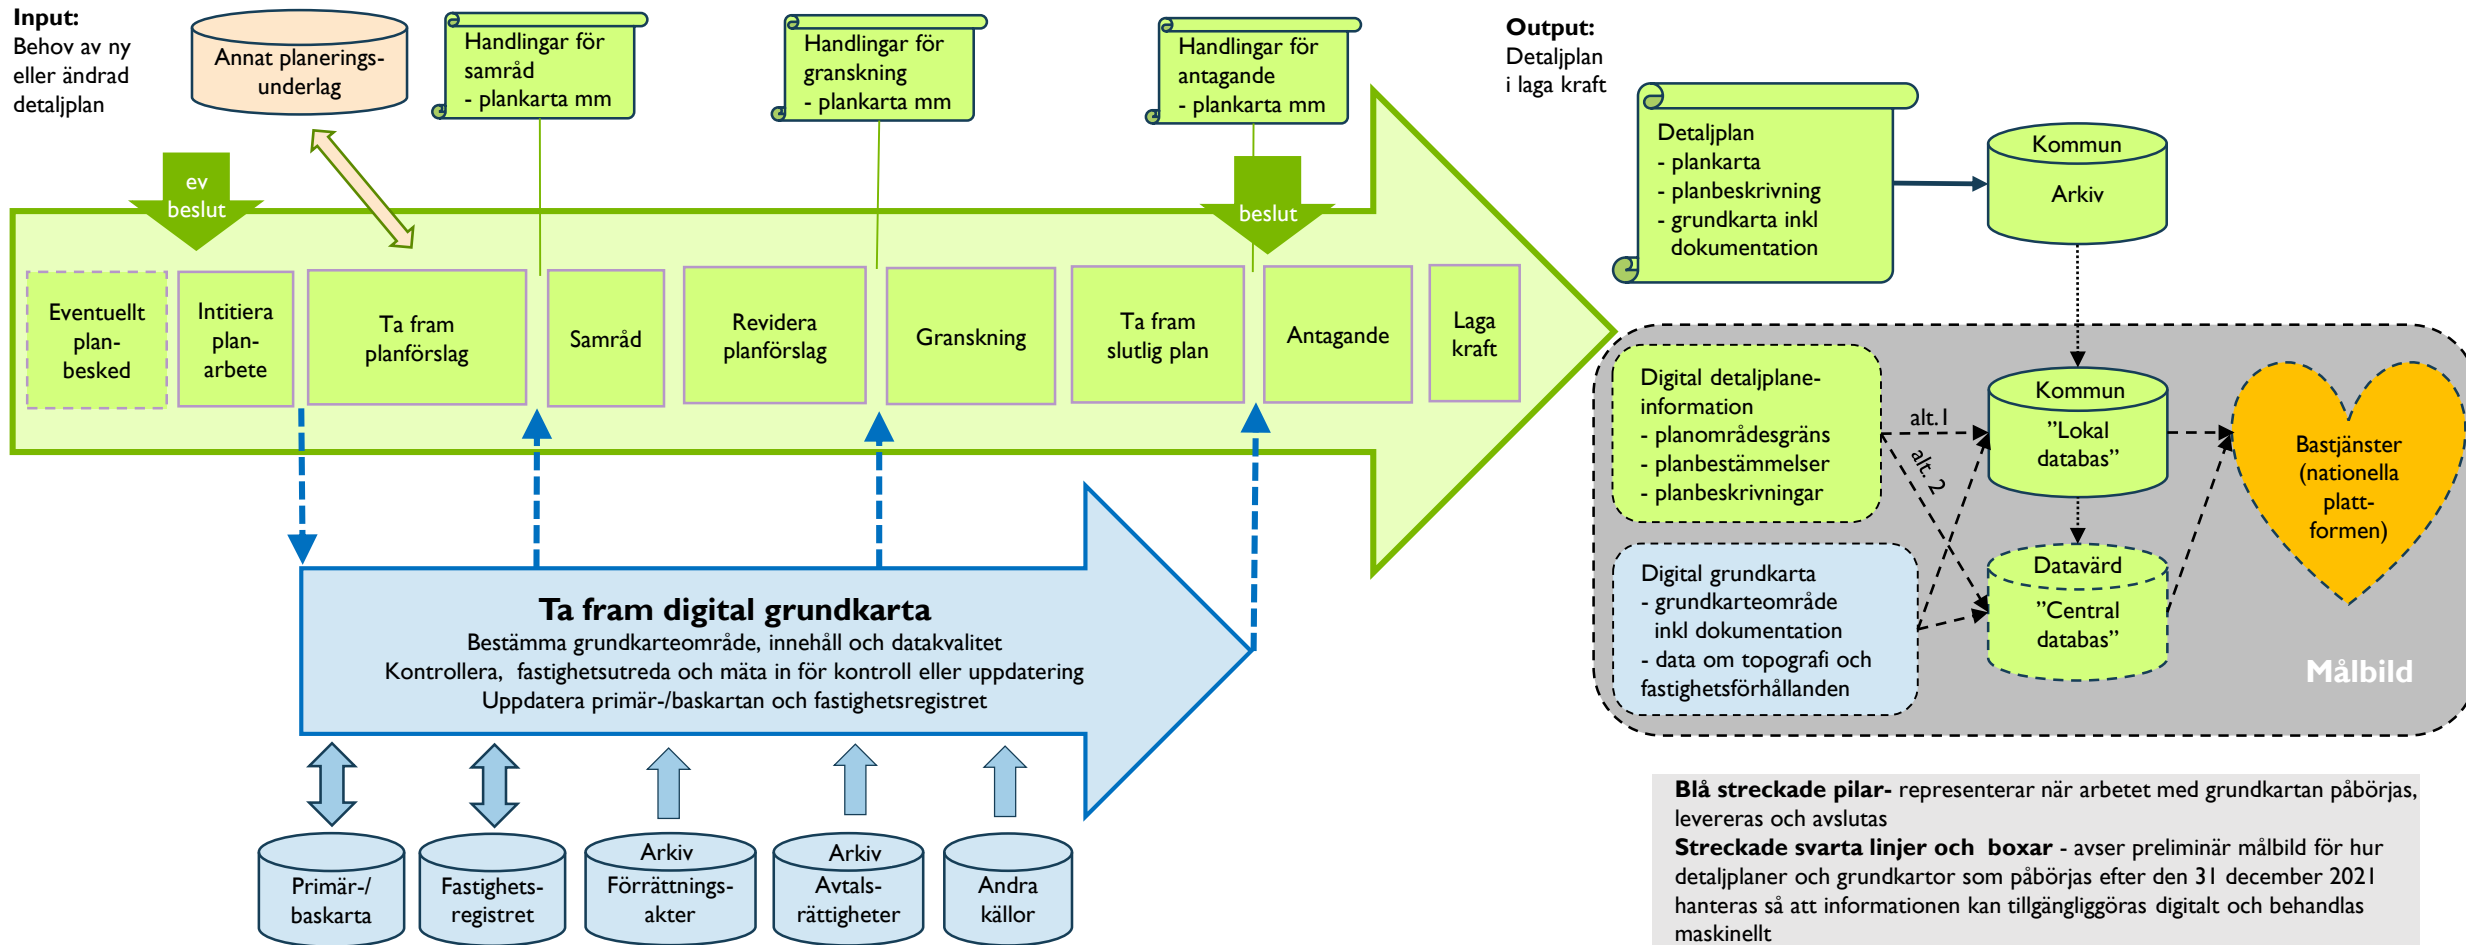 Input:
Behov av ny
eller ändrad
detaljplan
Annat planerings-
underlag
Handlingar för
samråd
- plankarta mm
Handlingar för
granskning
- plankarta mm
Handlingar för
antagande
- plankarta mm
Output:
Detaljplan
i laga kraft
Detaljplan
- plankarta
- planbeskrivning
- grundkarta inkl
dokumentation
Kommun
Arkiv
ev
beslut
beslut
Eventuellt
plan-
besked
Intitiera
plan-
arbete
Ta fram
planförslag
Samråd
Revidera
planförslag
Granskning
Ta fram
slutlig plan
Antagande
Laga
kraft
Digital detaljplane-
information
- planområdesgräns
- planbestämmelser
- planbeskrivningar
alt.1
alt. 2
Kommun
”Lokal
databas”
Bastjänster
(nationella
platt-
formen)
Digital grundkarta
- grundkarteområde
inkl dokumentation
- data om topografi och
fastighetsförhållanden
Datavärd
”Central
databas”
Målbild
Ta fram digital grundkarta
Bestämma grundkarteområde, innehåll och datakvalitet
Kontrollera, fastighetsutreda och mäta in för kontroll eller uppdatering
Uppdatera primär-/baskartan och fastighetsregistret
Primär-/
baskarta
Fastighets-
registret
Arkiv
Förrättnings-
akter
Arkiv
Avtals-
rättigheter
Andra
källor
Blå streckade pilar- representerar när arbetet med grundkartan påbörjas,
levereras och avslutas
Streckade svarta linjer och boxar - avser preliminär målbild för hur
detaljplaner och grundkartor som påbörjas efter den 31 december 2021
hanteras så att informationen kan tillgängliggöras digitalt och behandlas
maskinellt